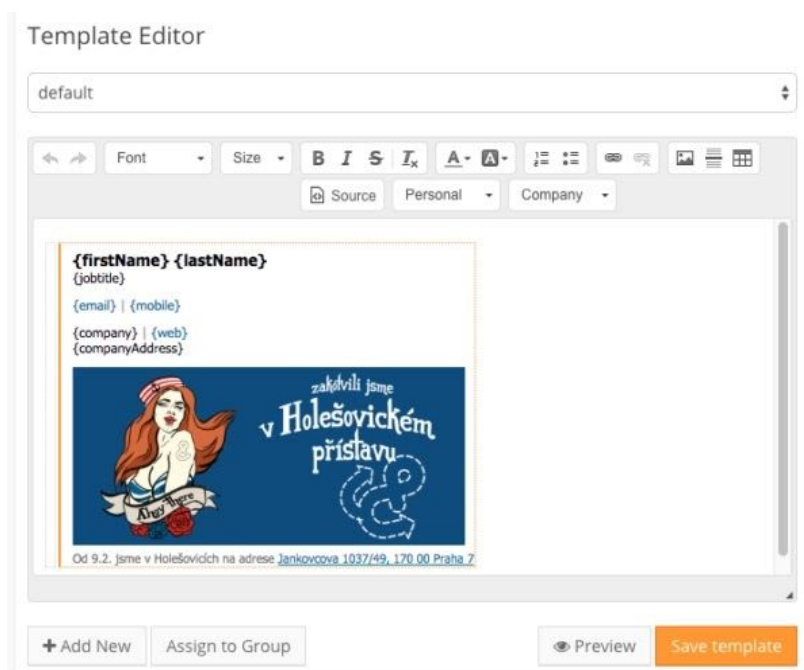 Template Editor
default
Font Size B I S Ix A A
Source Personal Company
{firstName} {lastName}
{jobtitle}
{email} | {mobile}
{company} | {web}
{companyAddress}
zakotvili jsme
v Holešovickém
přístavu
Ahoy There
Od 9.2. jsme v Holešovicích na adrese Jankovcova 1037/49, 170 00 Praha 7
+ Add New Assign to Group Preview Save template